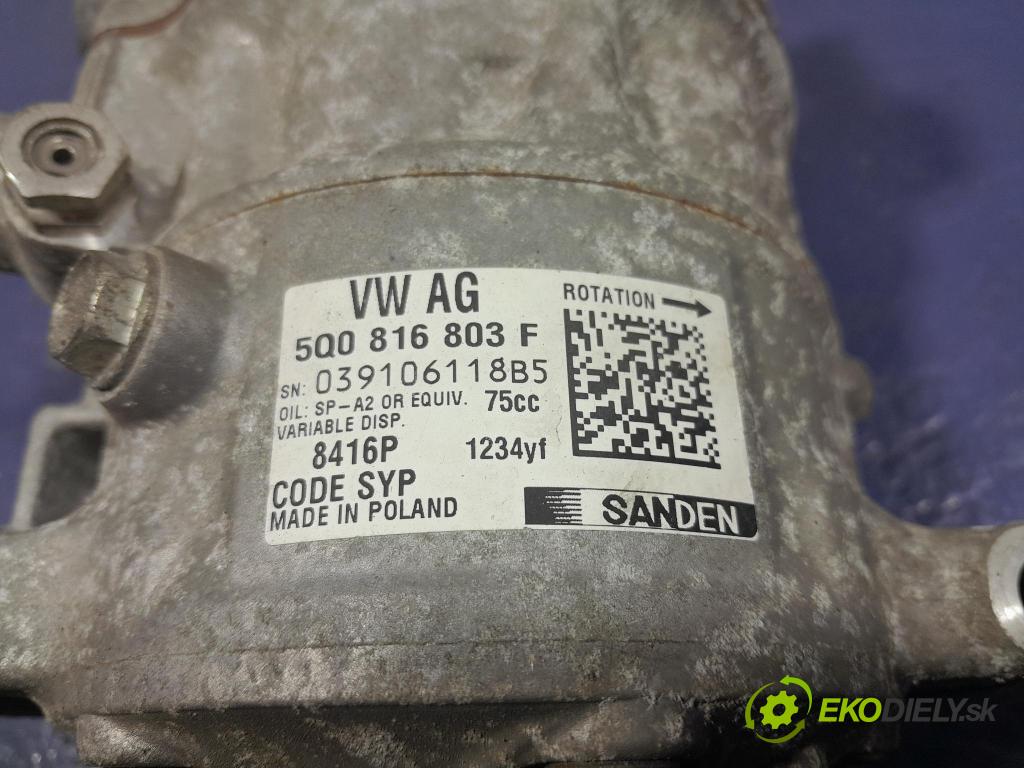 VW AG
ROTATION
5Q0 816 803 F
SN: 039106118B5
OIL: SP-A2 OR EQUIV. 75cc
VARIABLE DISP.
8416P 1234yf
CODE SYP
MADE IN POLAND
SANDEN
EKODIELY.sk